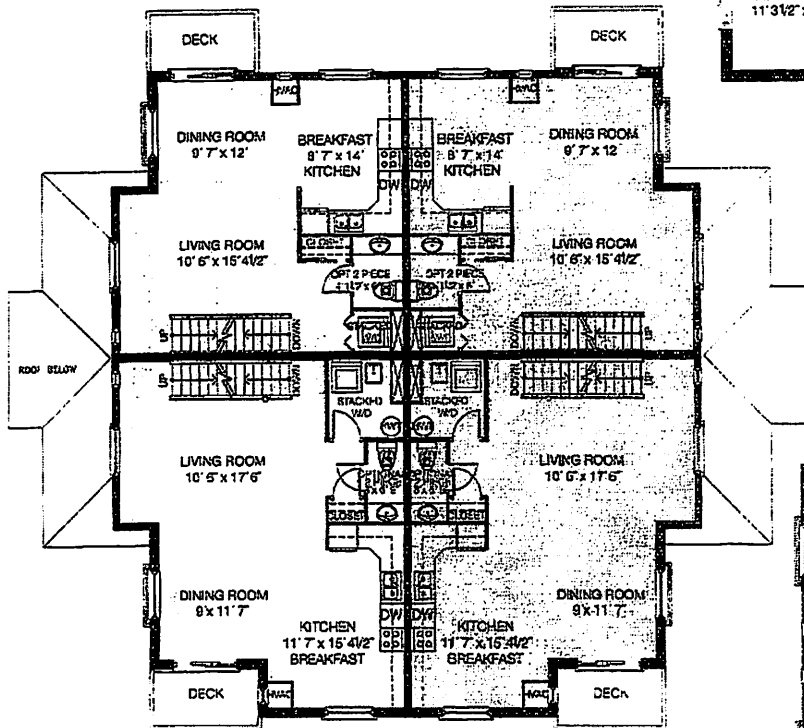 11'3 1/2"
DECK
DECK
HVAC
HVAC
DINING ROOM
9' 7" x 12'
BREAKFAST
8' 7" x 14'
KITCHEN
BREAKFAST
8' 7" x 14'
KITCHEN
DINING ROOM
9' 7" x 12'
DW
DW
LIVING ROOM
10' 6" x 15'4 1/2"
CLOSET
CLOSET
LIVING ROOM
10' 6" x 15'4 1/2"
OPT 2 PIECE
OPT 2 PIECE
UP
DOWN
DOWN
UP
ROOF BELOW
UP
DOWN
DOWN
UP
STACKED
W/D
STACKED
W/D
LIVING ROOM
10' 6" x 17'6"
LIVING ROOM
10' 6" x 17'6"
CLOSET
CLOSET
DINING ROOM
9 x 11' 7"
DINING ROOM
9 x 11' 7"
DW
DW
KITCHEN
11' 7" x 15'4 1/2"
BREAKFAST
KITCHEN
11' 7" x 15'4 1/2"
BREAKFAST
DECK
HVAC
HVAC
DECK